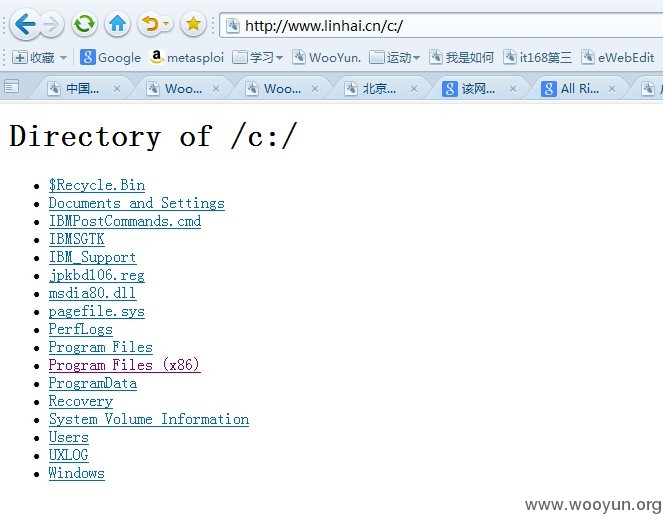 http://www.linhai.cn/c:/
收藏 Google metasploi 学习 WooYun. 运动 我是如何 it168第三 eWebEdit
中国... Woo... Woo... 北京... 该网... All Ri...
Directory of /c:/
$Recycle.Bin
Documents and Settings
IBMPostCommands.cmd
IBMSGTK
IBM_Support
jpkbd106.reg
msdia80.dll
pagefile.sys
PerfLogs
Program Files
Program Files (x86)
ProgramData
Recovery
System Volume Information
Users
UXLOG
Windows
www.wooyun.org